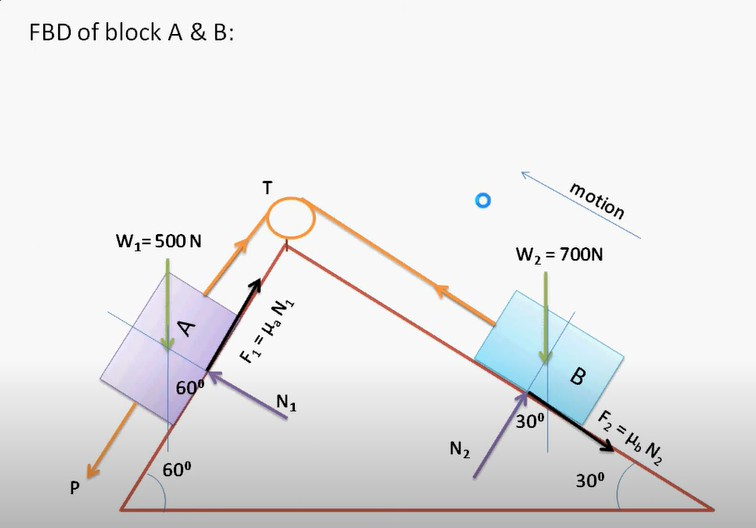 FBD of block A & B:
T
motion
W₁= 500 N
W₂ = 700N
A
F₁ = μₐ N₁
B
60⁰
N₁
30⁰
F₂ = μ_b N₂
N₂
60⁰
30⁰
P